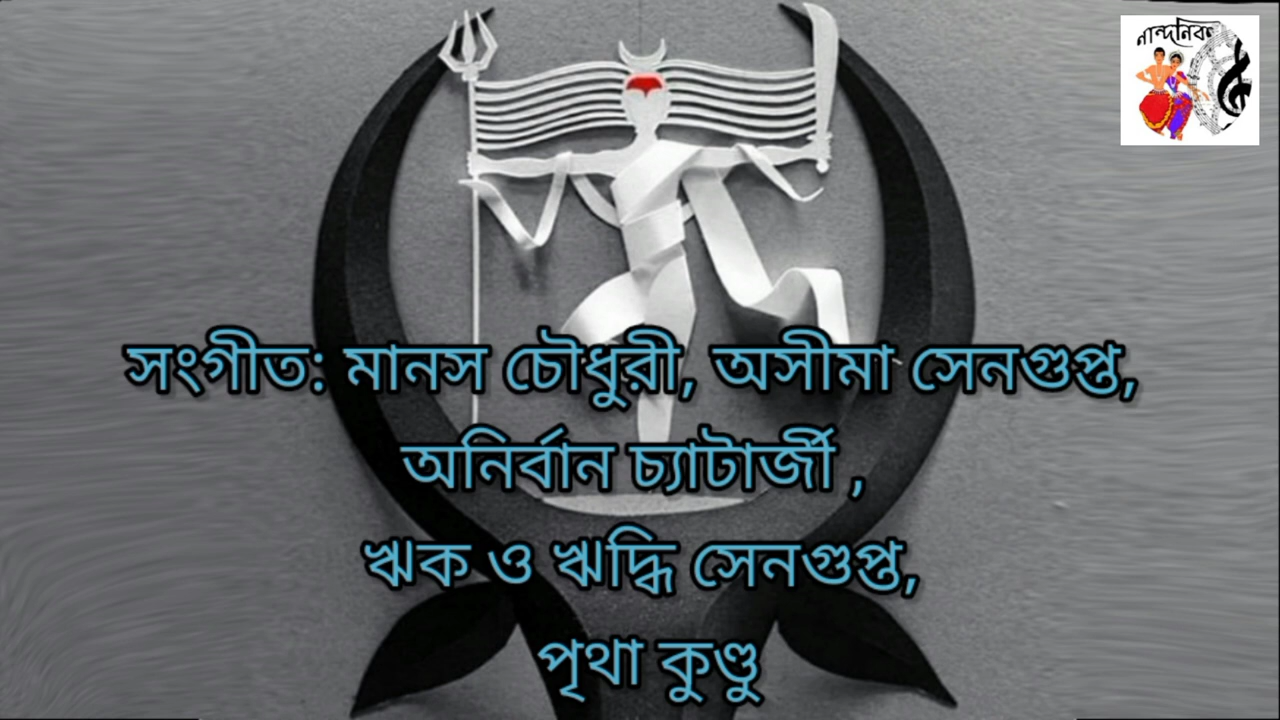 সংগীত: মানস চৌধুরী, অসীমা সেনগুপ্ত,
অনির্বান চ্যাটার্জী ,
ঋক ও ঋদ্ধি সেনগুপ্ত,
পৃথা কুণ্ডু